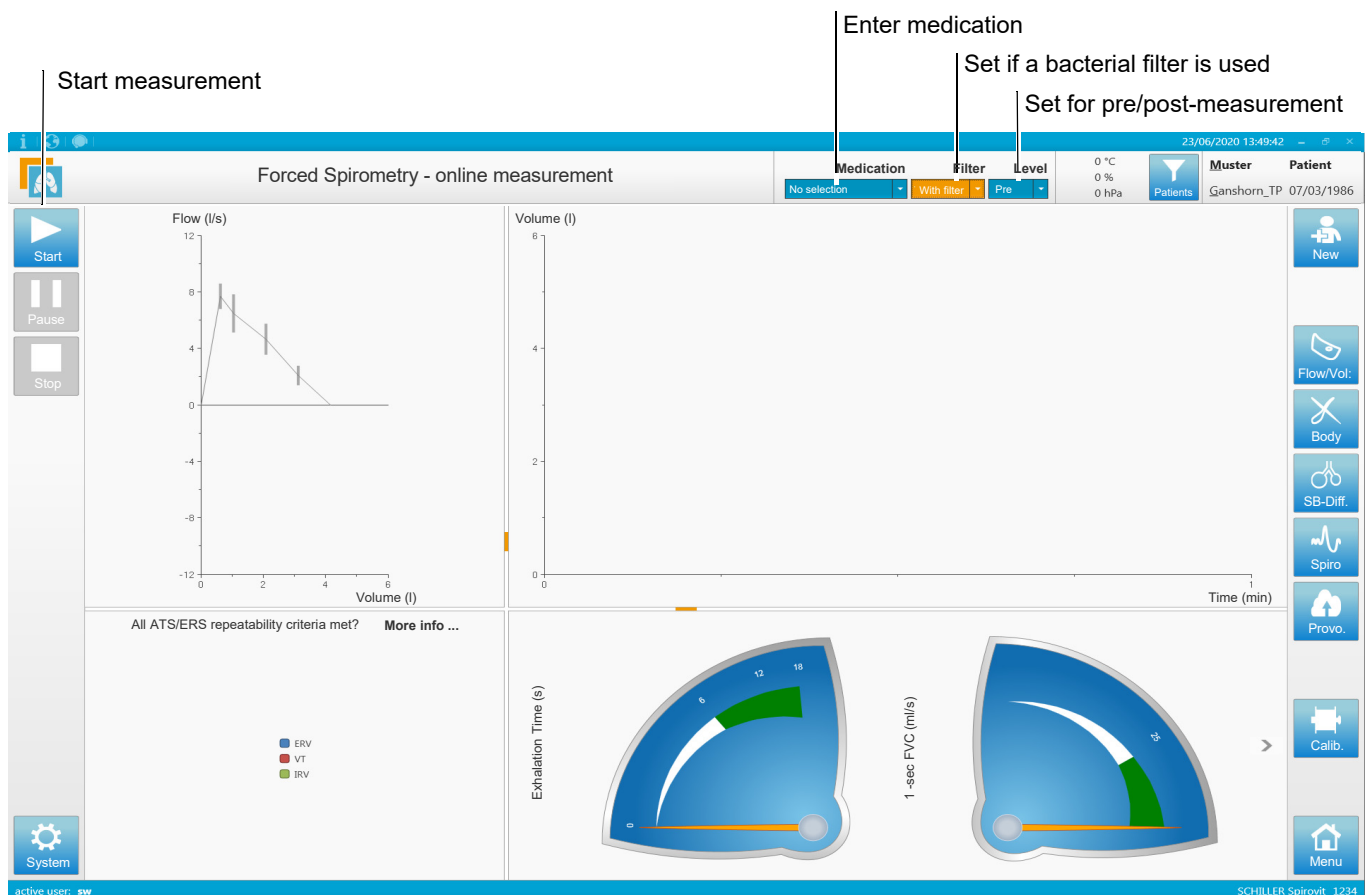 Enter medication
Set if a bacterial filter is used
Start measurement
Set for pre/post-measurement
23/06/2020 13:49:42
Forced Spirometry - online measurement
Medication Filter Level
No selection With filter Pre
0 °C
0 %
0 hPa
Patients
Muster Patient
Ganshorn_TP 07/03/1986
Start
Pause
Stop
Flow (l/s)
12
8
4
0
-4
-8
-12
0 2 4 6
Volume (l)
Volume (l)
6
4
2
0
0 1
Time (min)
New
Flow/Vol:
Body
SB-Diff.
Spiro
Provo.
Calib.
Menu
All ATS/ERS repeatability criteria met? More info ...
ERV
VT
IRV
Exhalation Time (s)
0 6 12 18
1 -sec FVC (ml/s)
25
System
active user: sw
SCHILLER Spirovit 1234